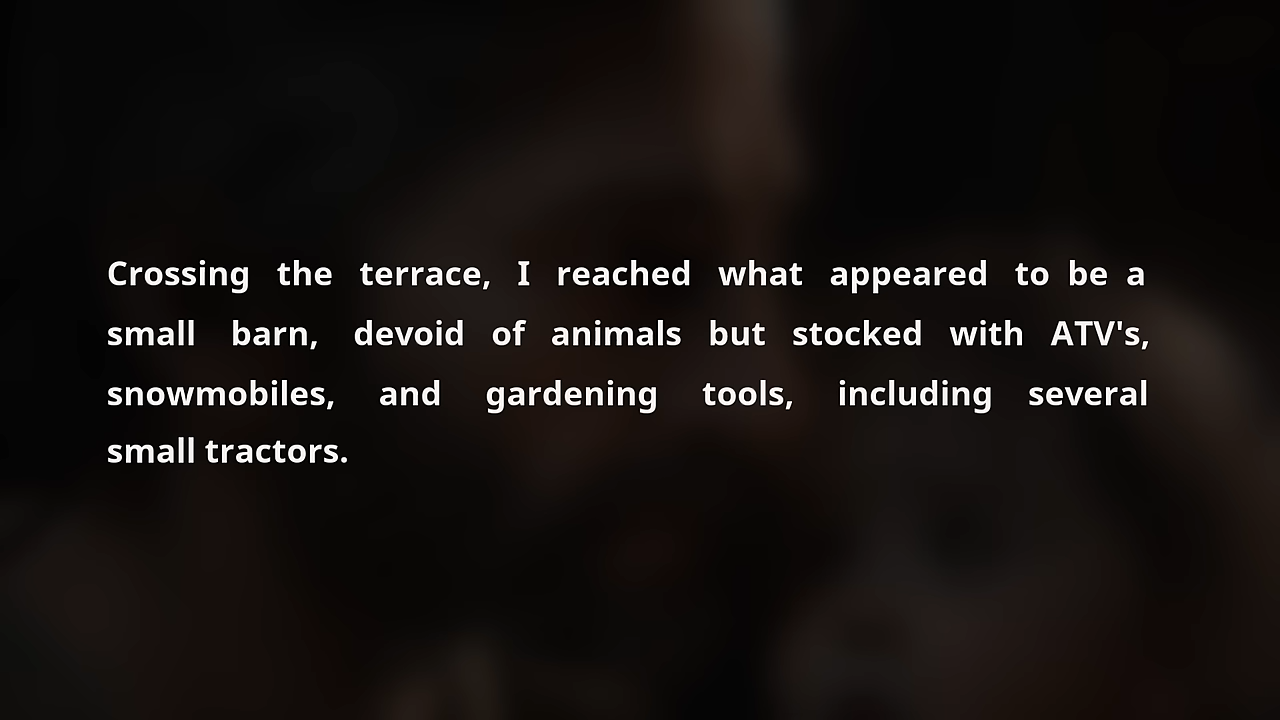 Crossing the terrace, I reached what appeared to be a
small barn, devoid of animals but stocked with ATV's,
snowmobiles, and gardening tools, including several
small tractors.